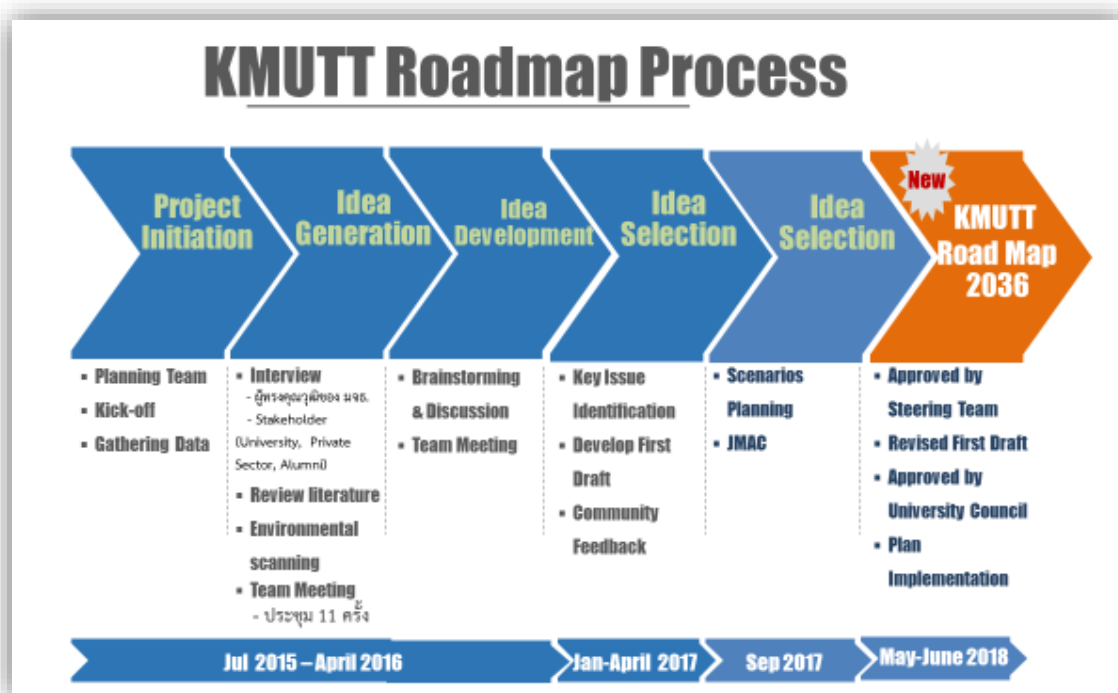 KMUTT Roadmap Process
Project
Initiation
Idea
Generation
Idea
Development
Idea
Selection
Idea
Selection
New
KMUTT
Road Map
2036
▪ Planning Team
▪ Kick-off
▪ Gathering Data
▪ Interview
- ผู้ทรงคุณวุฒิของ มจธ.
- Stakeholder
(University, Private
Sector, Alumni)
▪ Review literature
▪ Environmental
scanning
▪ Team Meeting
- ประชุม 11 ครั้ง
▪ Brainstorming
& Discussion
▪ Team Meeting
▪ Key Issue
Identification
▪ Develop First
Draft
▪ Community
Feedback
▪ Scenarios
Planning
▪ JMAC
▪ Approved by
Steering Team
▪ Revised First Draft
▪ Approved by
University Council
▪ Plan
Implementation
Jul 2015 – April 2016
Jan-April 2017
Sep 2017
May-June 2018